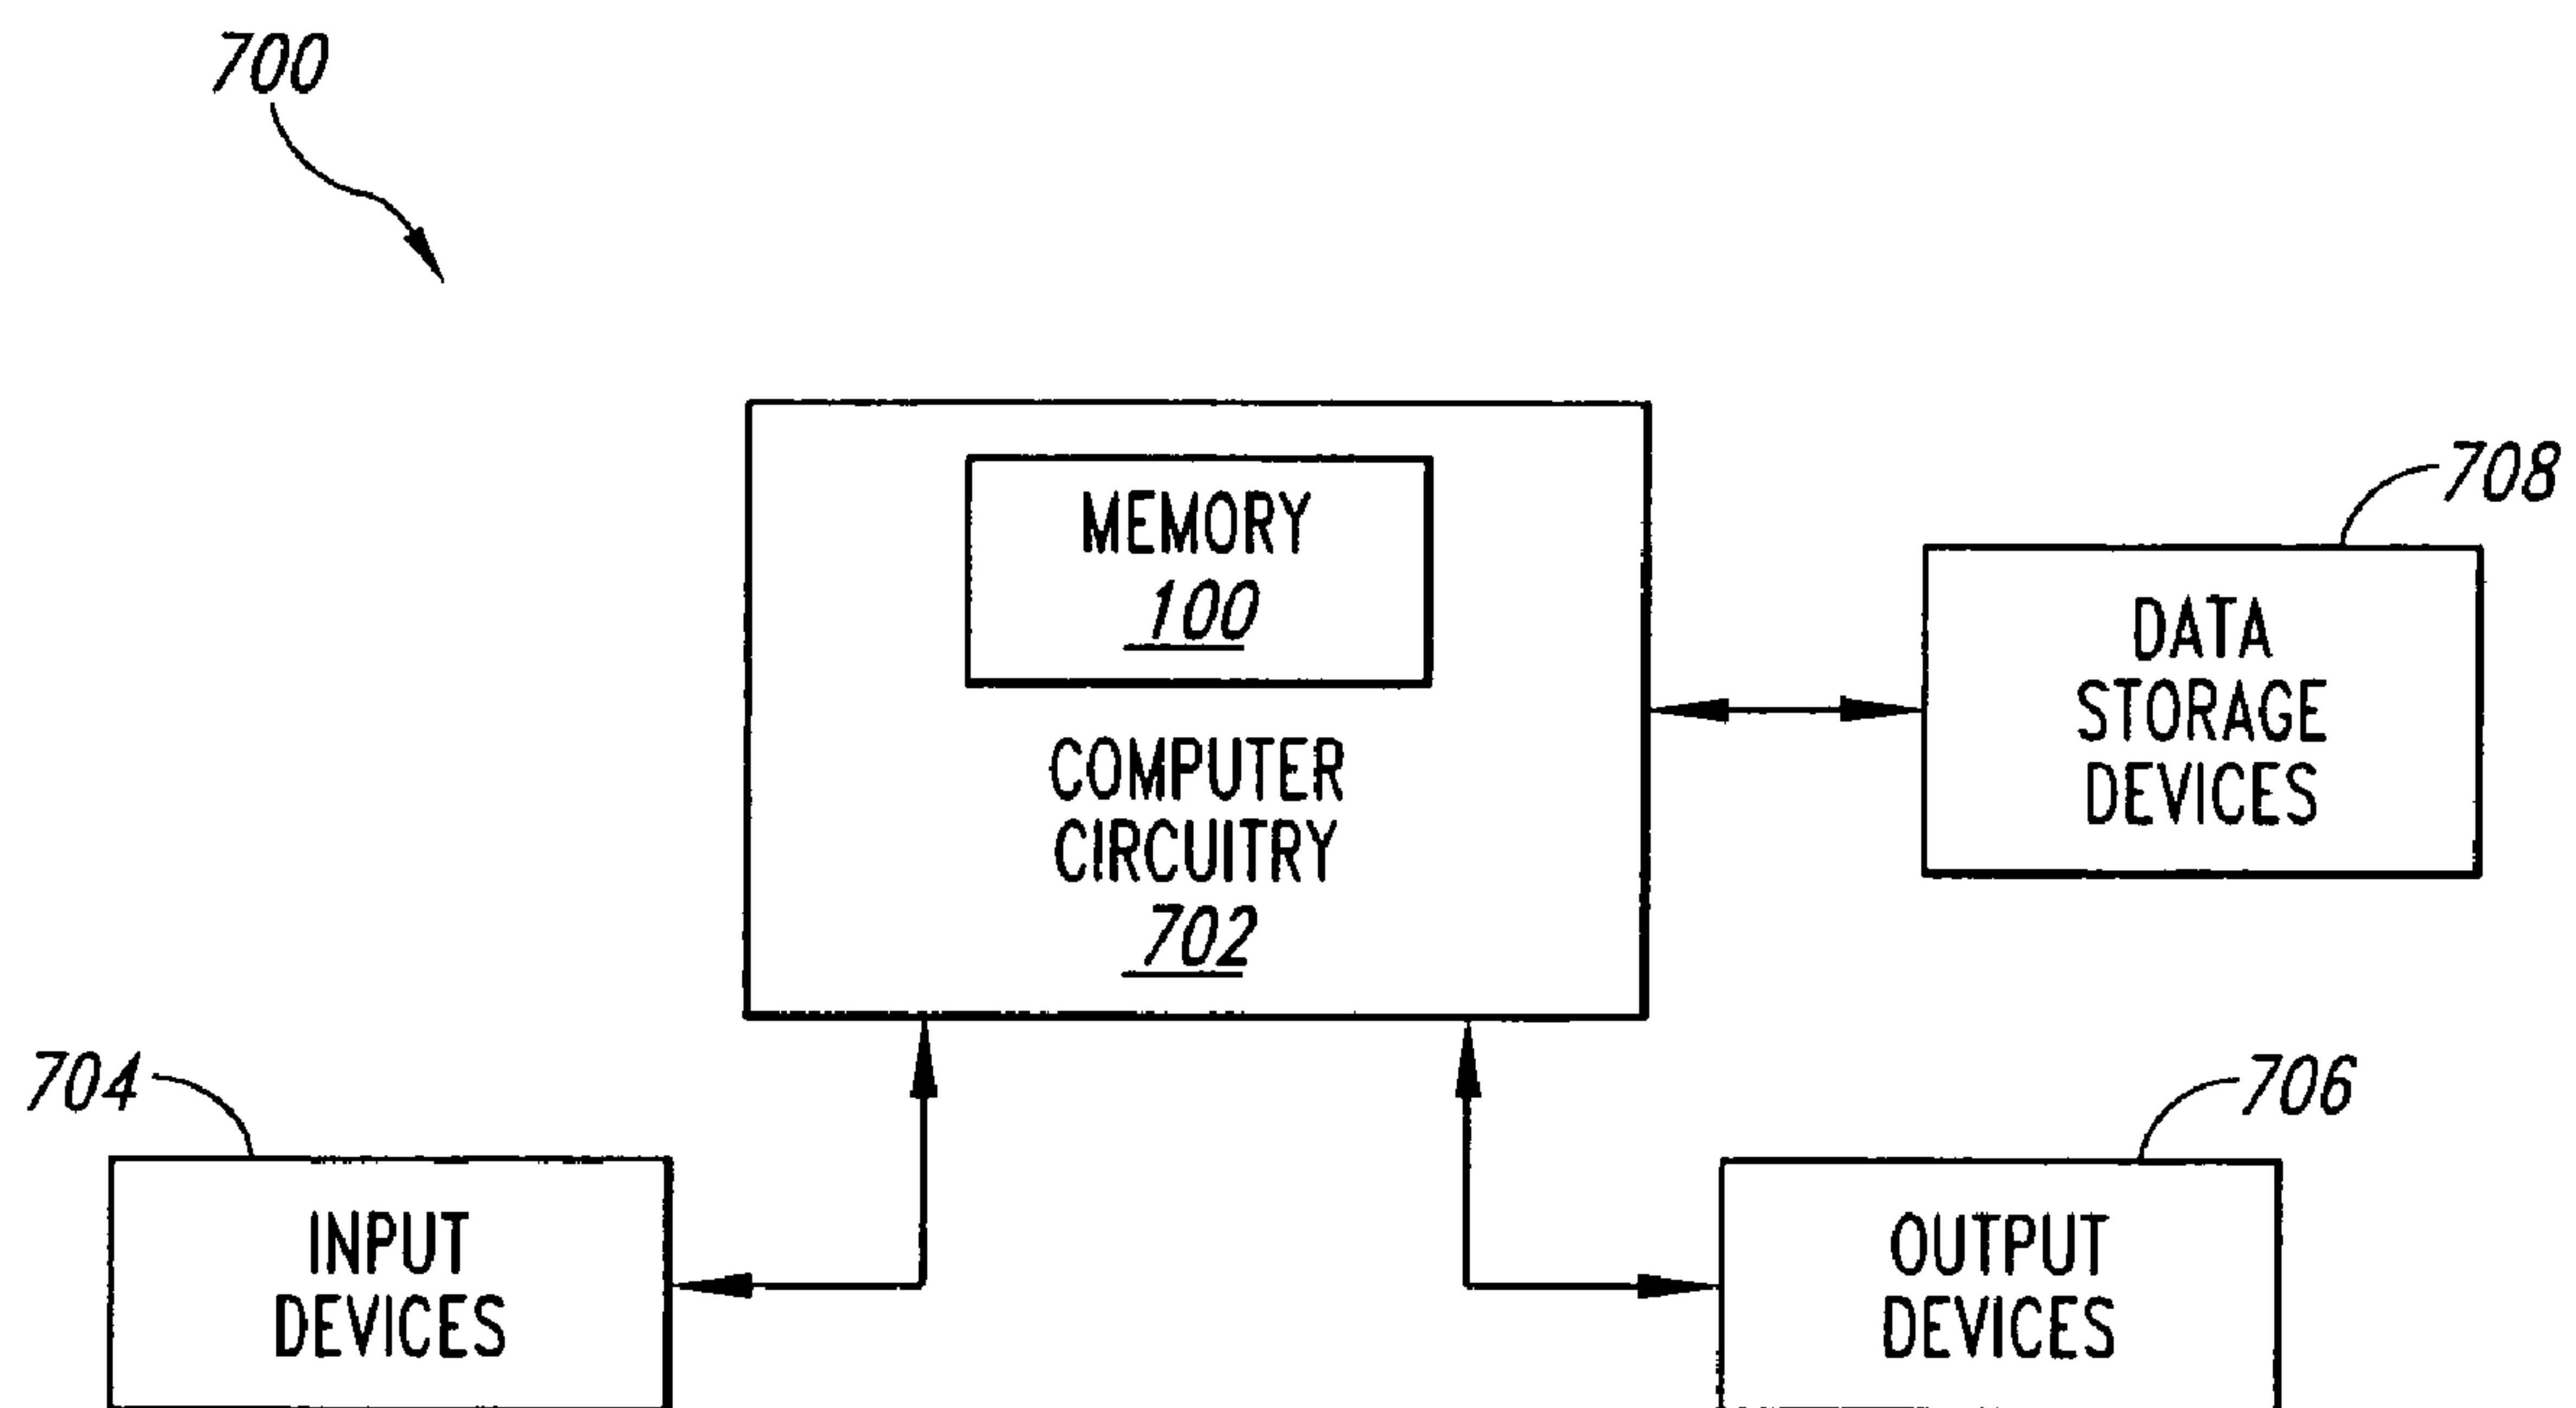 700
MEMORY
100
COMPUTER
CIRCUITRY
702
708
DATA
STORAGE
DEVICES
704
INPUT
DEVICES
706
OUTPUT
DEVICES